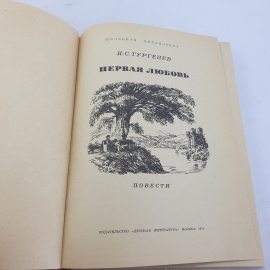 ШКОЛЬНАЯ БИБЛИОТЕКА
И.С.ТУРГЕНЕВ
ПЕРВАЯ ЛЮБОВЬ
ПОВЕСТИ
ИЗДАТЕЛЬСТВО «ДЕТСКАЯ ЛИТЕРАТУРА» МОСКВА